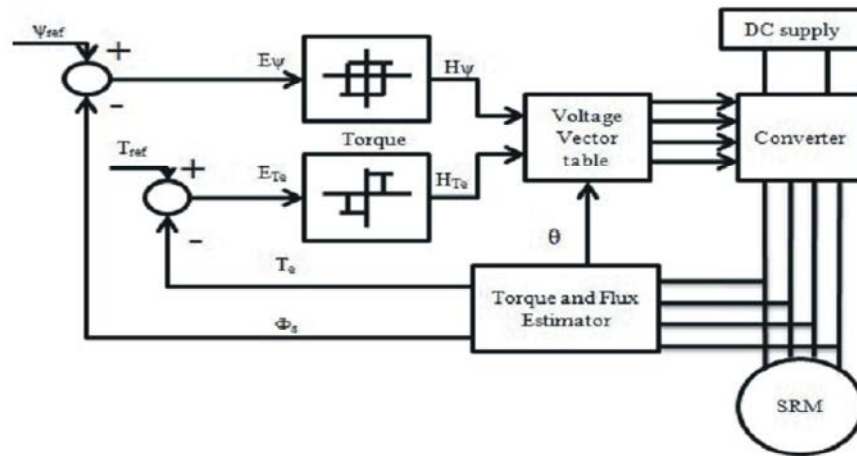 Ψref
+
-
Eψ
Hψ
DC supply
Torque
Voltage
Vector
table
Converter
Tref
+
-
ETe
HTe
θ
Te
Φs
Torque and Flux
Estimator
SRM